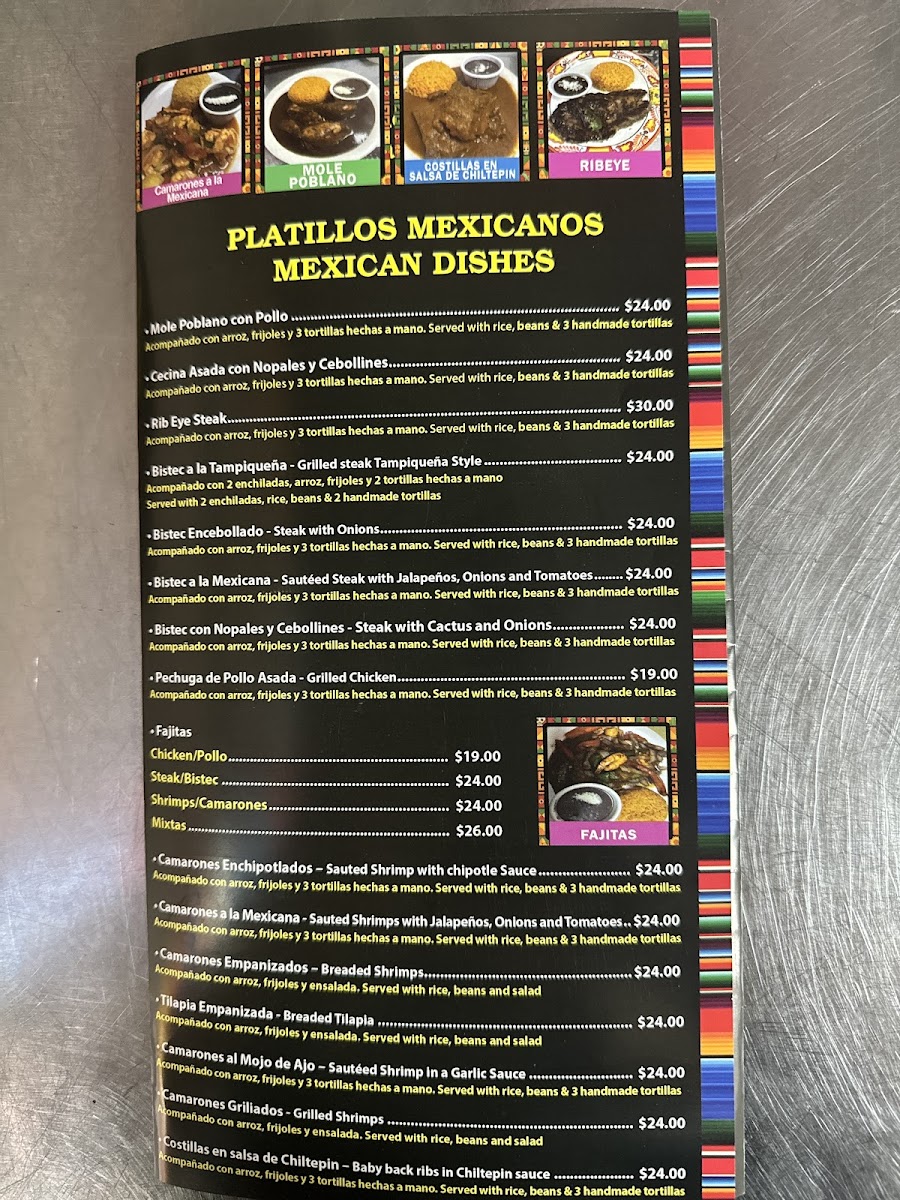 Camarones a la
Mexicana
MOLE
POBLANO
COSTILLAS EN
SALSA DE CHILTEPIN
RIBEYE
PLATILLOS MEXICANOS
MEXICAN DISHES
• Mole Poblano con Pollo ........ $24.00
Acompañado con arroz, frijoles y 3 tortillas hechas a mano. Served with rice, beans & 3 handmade tortillas
• Cecina Asada con Nopales y Cebollines........ $24.00
Acompañado con arroz, frijoles y 3 tortillas hechas a mano. Served with rice, beans & 3 handmade tortillas
• Rib Eye Steak........ $30.00
Acompañado con arroz, frijoles y 3 tortillas hechas a mano. Served with rice, beans & 3 handmade tortillas
• Bistec a la Tampiqueña - Grilled steak Tampiqueña Style........ $24.00
Acompañado con 2 enchiladas, arroz, frijoles y 2 tortillas hechas a mano
Served with 2 enchiladas, rice, beans & 2 handmade tortillas
• Bistec Encebollado - Steak with Onions........ $24.00
Acompañado con arroz, frijoles y 3 tortillas hechas a mano. Served with rice, beans & 3 handmade tortillas
• Bistec a la Mexicana - Sautéed Steak with Jalapeños, Onions and Tomatoes........ $24.00
Acompañado con arroz, frijoles y 3 tortillas hechas a mano. Served with rice, beans & 3 handmade tortillas
• Bistec con Nopales y Cebollines - Steak with Cactus and Onions........ $24.00
Acompañado con arroz, frijoles y 3 tortillas hechas a mano. Served with rice, beans & 3 handmade tortillas
• Pechuga de Pollo Asada - Grilled Chicken........ $19.00
Acompañado con arroz, frijoles y 3 tortillas hechas a mano. Served with rice, beans & 3 handmade tortillas
• Fajitas
Chicken/Pollo........ $19.00
Steak/Bistec ........ $24.00
Shrimps/Camarones........ $24.00
Mixtas........ $26.00
FAJITAS
• Camarones Enchipotlados – Sauted Shrimp with chipotle Sauce........ $24.00
Acompañado con arroz, frijoles y 3 tortillas hechas a mano. Served with rice, beans & 3 handmade tortillas
• Camarones a la Mexicana - Sauted Shrimps with Jalapeños, Onions and Tomatoes.. $24.00
Acompañado con arroz, frijoles y 3 tortillas hechas a mano. Served with rice, beans & 3 handmade tortillas
• Camarones Empanizados – Breaded Shrimps........ $24.00
Acompañado con arroz, frijoles y ensalada. Served with rice, beans and salad
• Tilapia Empanizada - Breaded Tilapia ........ $24.00
Acompañado con arroz, frijoles y ensalada. Served with rice, beans and salad
• Camarones al Mojo de Ajo – Sautéed Shrimp in a Garlic Sauce ........ $24.00
Acompañado con arroz, frijoles y 3 tortillas hechas a mano. Served with rice, beans & 3 handmade tortillas
• Camarones Griliados - Grilled Shrimps ........ $24.00
Acompañado con arroz, frijoles y ensalada. Served with rice, beans and salad
• Costillas en salsa de Chiltepin – Baby back ribs in Chiltepin sauce ........ $24.00
Acompañado con arroz, frijoles y 3 tortillas hechas a mano. Served with rice, beans & 3 handmade tortillas